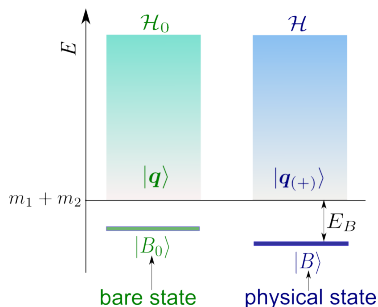 ℋ₀
ℋ
E
|q⟩
|q₍₊₎⟩
m₁ + m₂
E_B
|B₀⟩
|B⟩
bare state
physical state